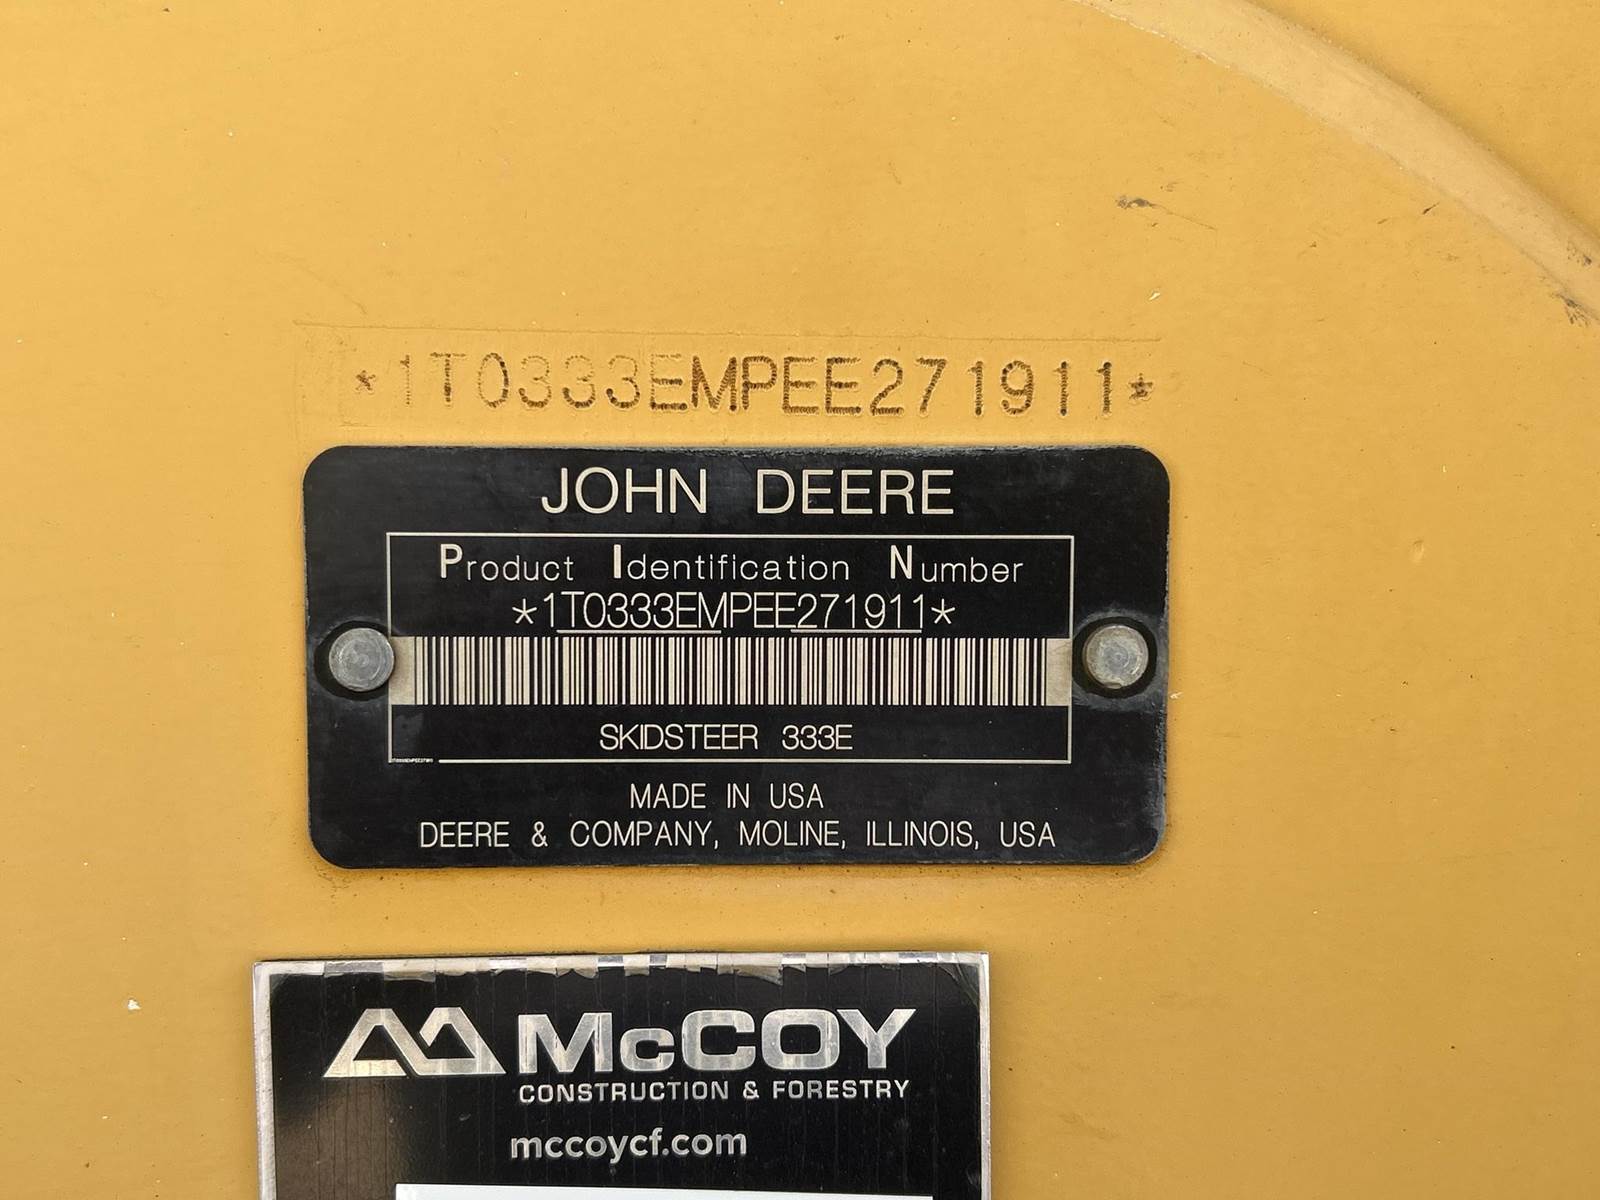 *1T0333EMPEE271911*
JOHN DEERE
Product Identification Number
*1T0333EMPEE271911*
SKIDSTEER 333E
1T0333EMPEE271911
MADE IN USA
DEERE & COMPANY, MOLINE, ILLINOIS, USA
McCOY
CONSTRUCTION & FORESTRY
mccoycf.com